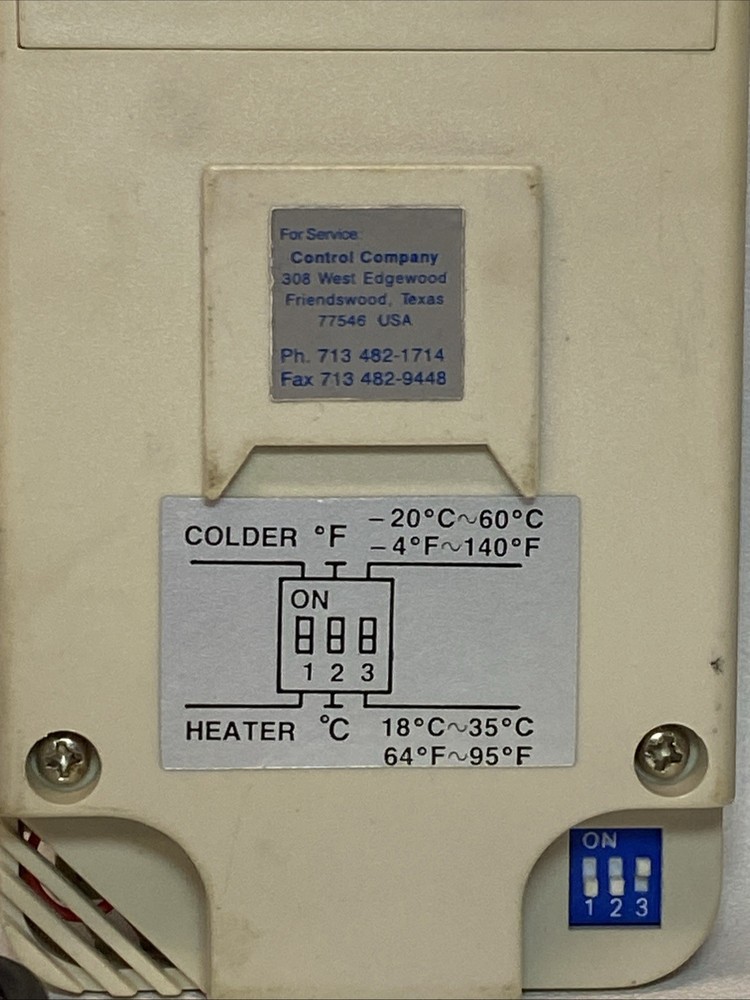 For Service:
Control Company
308 West Edgewood
Friendswood, Texas
77546 USA
Ph. 713 482-1714
Fax 713 482-9448
COLDER °F −20°C~60°C
−4°F~140°F
ON
1 2 3
HEATER °C 18°C~35°C
64°F~95°F
ON
1 2 3